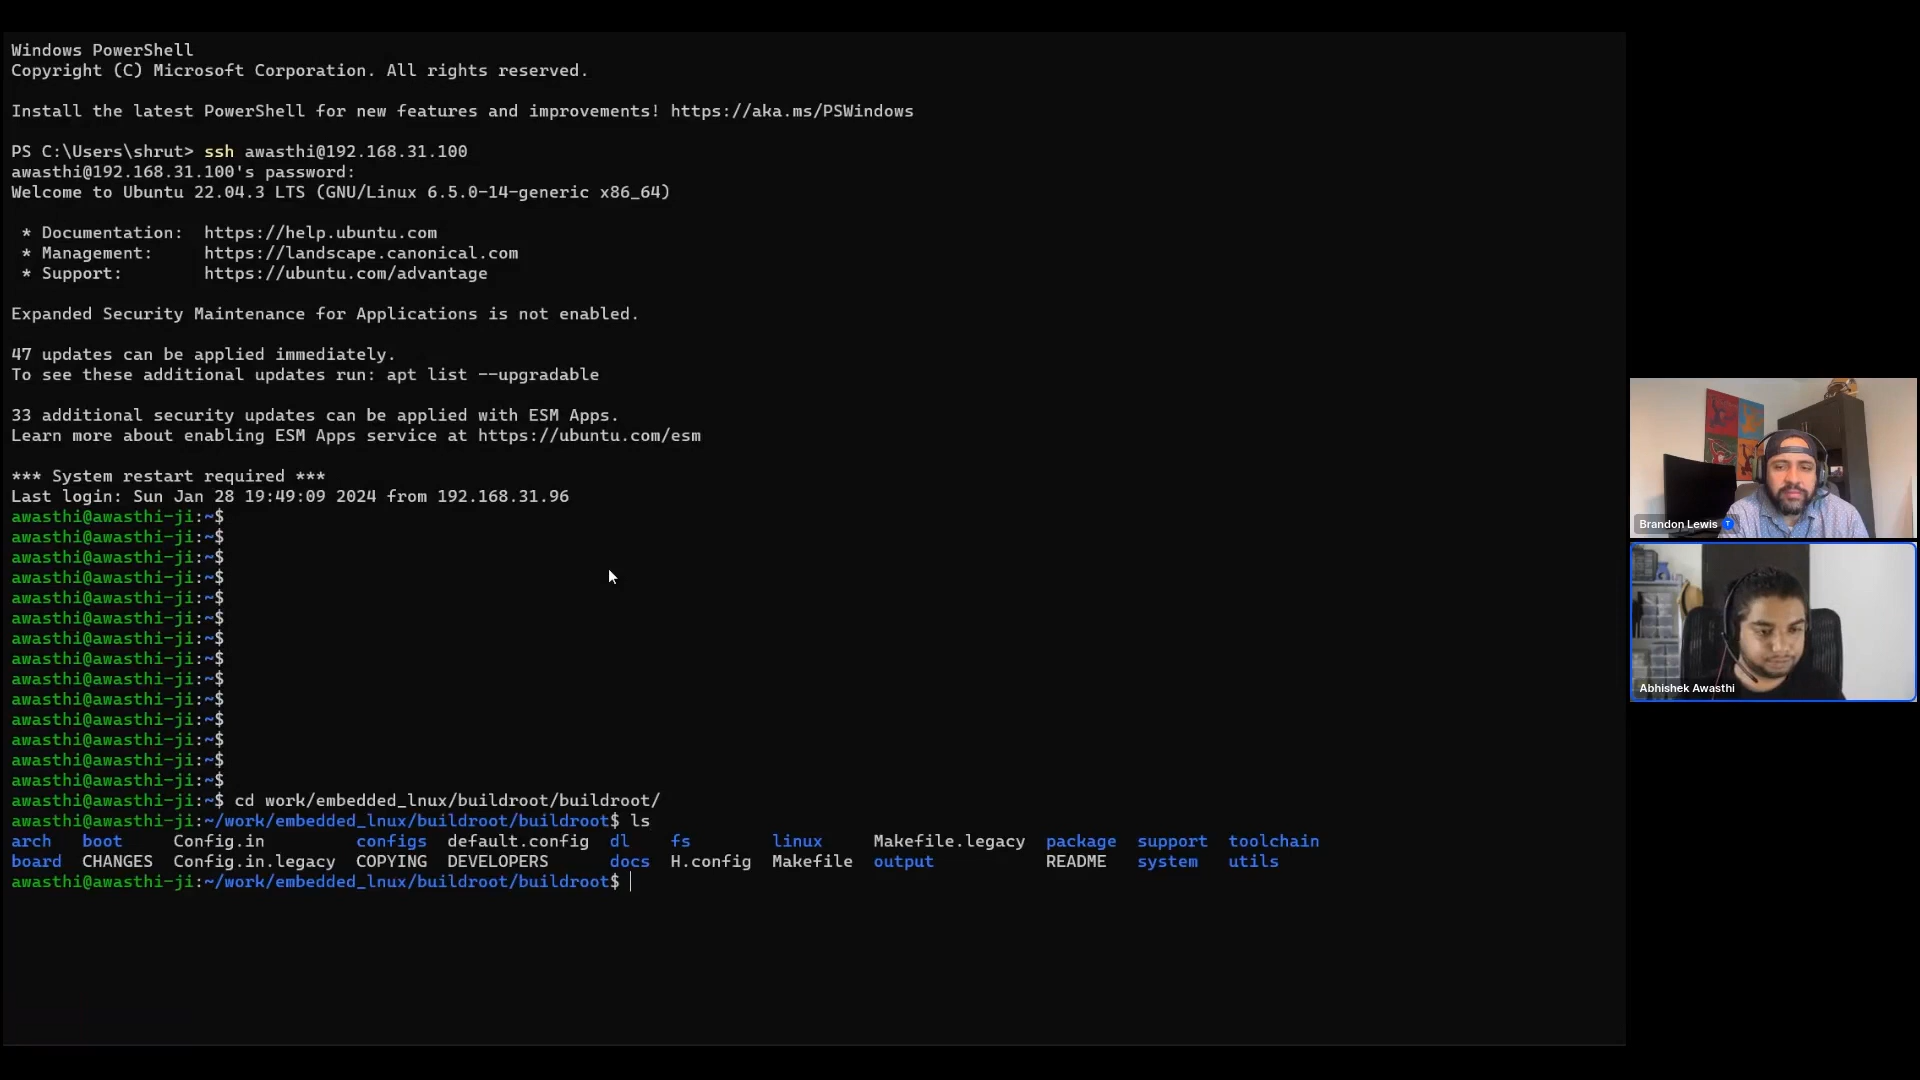 Windows PowerShell
Copyright (C) Microsoft Corporation. All rights reserved.
Install the latest PowerShell for new features and improvements! https://aka.ms/PSWindows
PS C:\Users\shrut> ssh awasthi@192.168.31.100
awasthi@192.168.31.100's password:
Welcome to Ubuntu 22.04.3 LTS (GNU/Linux 6.5.0-14-generic x86_64)
* Documentation:  https://help.ubuntu.com
* Management:     https://landscape.canonical.com
* Support:        https://ubuntu.com/advantage
Expanded Security Maintenance for Applications is not enabled.
47 updates can be applied immediately.
To see these additional updates run: apt list --upgradable
33 additional security updates can be applied with ESM Apps.
Learn more about enabling ESM Apps service at https://ubuntu.com/esm
*** System restart required ***
Last login: Sun Jan 28 19:49:09 2024 from 192.168.31.96
awasthi@awasthi-ji:~$
awasthi@awasthi-ji:~$
awasthi@awasthi-ji:~$
awasthi@awasthi-ji:~$
awasthi@awasthi-ji:~$
awasthi@awasthi-ji:~$
awasthi@awasthi-ji:~$
awasthi@awasthi-ji:~$
awasthi@awasthi-ji:~$
awasthi@awasthi-ji:~$
awasthi@awasthi-ji:~$
awasthi@awasthi-ji:~$
awasthi@awasthi-ji:~$
awasthi@awasthi-ji:~$
awasthi@awasthi-ji:~$ cd work/embedded_lnux/buildroot/buildroot/
awasthi@awasthi-ji:~/work/embedded_lnux/buildroot/buildroot$ ls
arch   boot     Config.in         configs  default.config  dl    fs        linux     Makefile.legacy  package  support  toolchain
board  CHANGES  Config.in.legacy  COPYING  DEVELOPERS      docs  H.config  Makefile  output           README   system   utils
awasthi@awasthi-ji:~/work/embedded_lnux/buildroot/buildroot$
Brandon Lewis T
Abhishek Awasthi